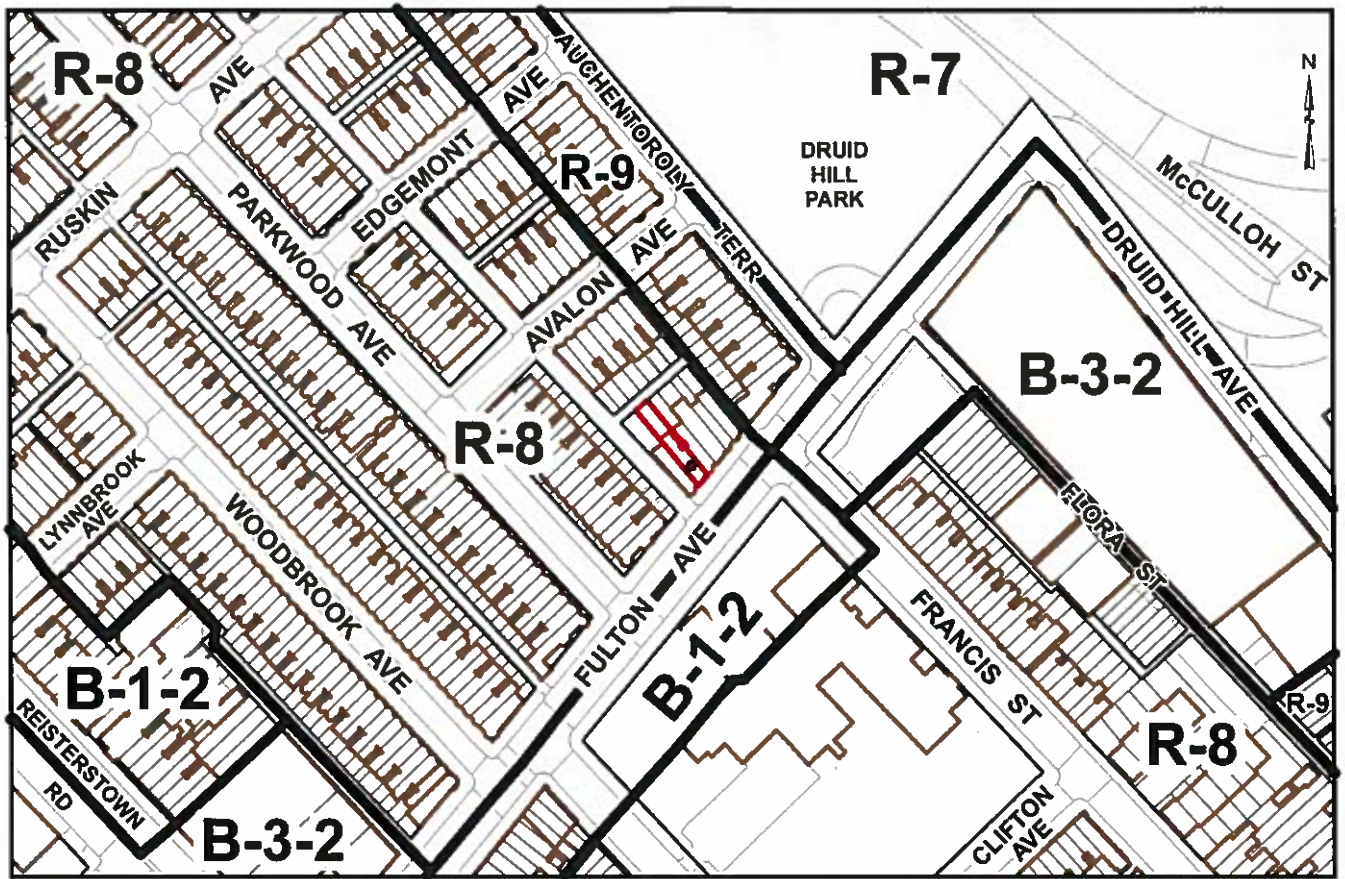 R-8
AVE
AVE
AUCHENTOROLY
TERR
R-7
N
DRUID
HILL
PARK
McCULLOH ST
R-9
EDGEMONT
RUSKIN
PARKWOOD AVE
AVE
AVALON
DRUID HILL AVE
B-3-2
R-8
LYNNBROOK
AVE
WOODBROOK AVE
FULTON AVE
FLORA ST
FRANCIS ST
B-1-2
B-1-2
REISTERSTOWN
RD
B-3-2
R-9
R-8
CLIFTON
AVE